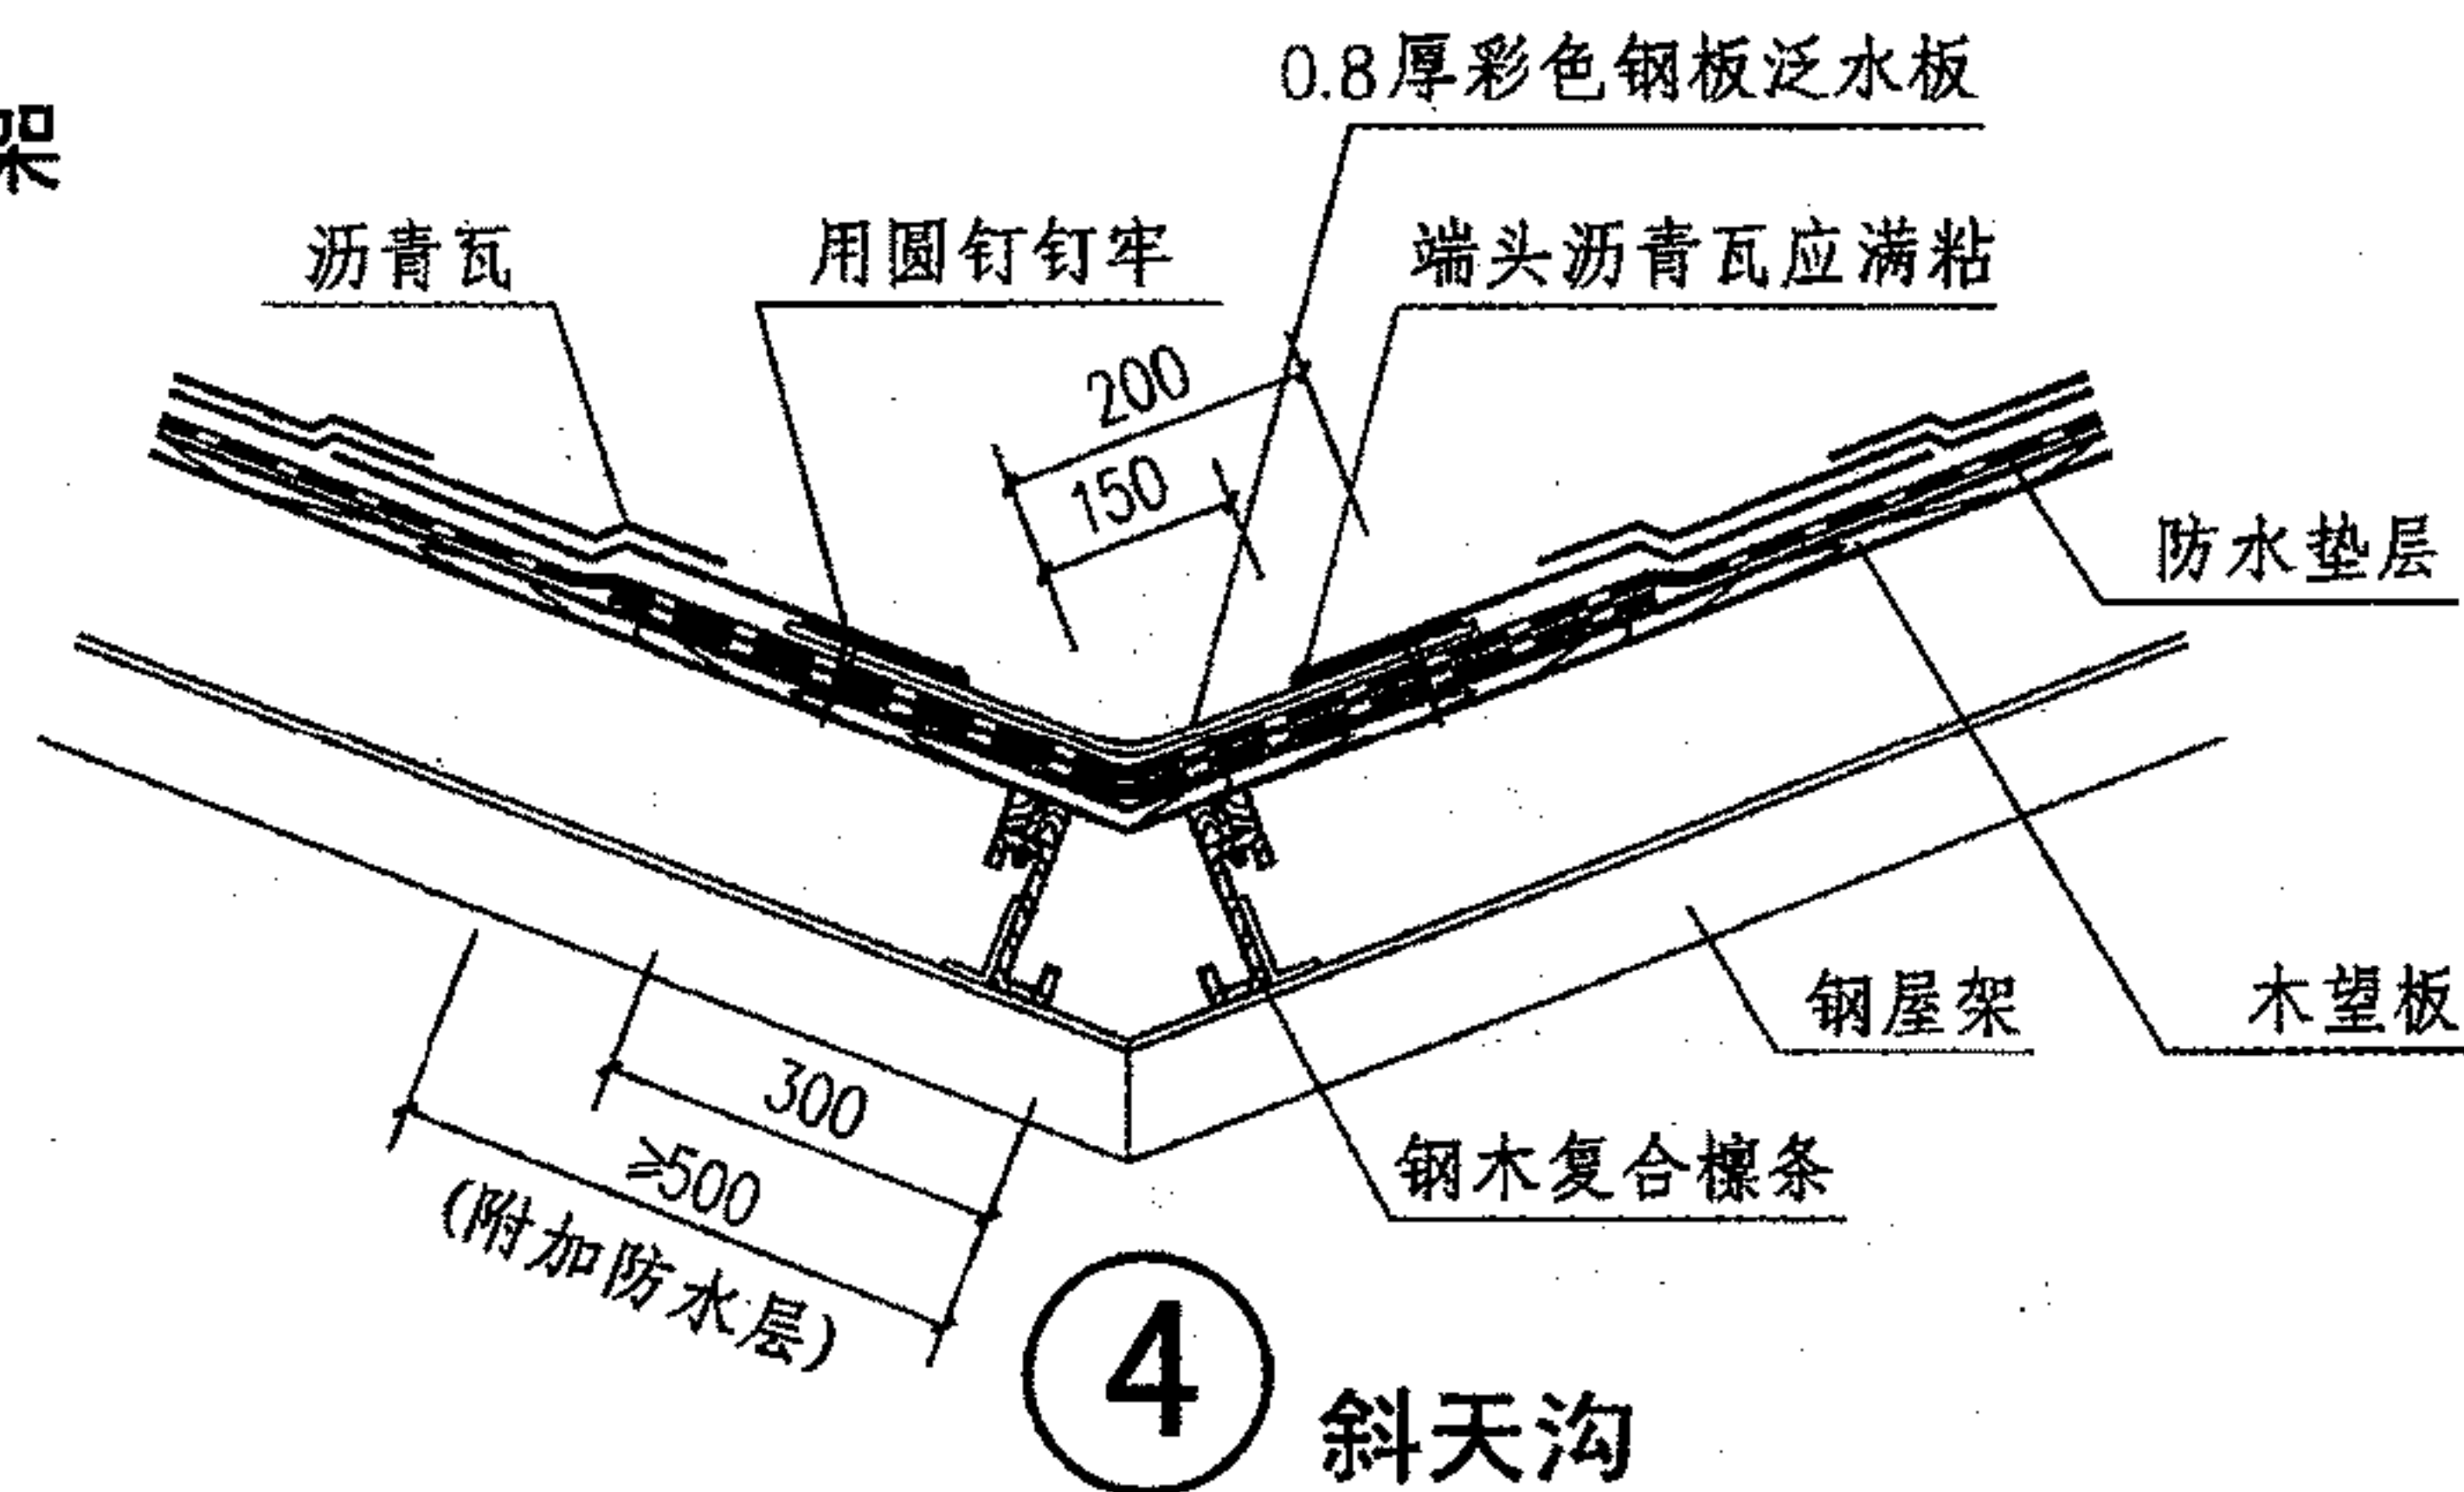 0.8厚彩色钢板泛水板
架
沥青瓦
用圆钉钉牢
端头沥青瓦应满粘
200
150
防水垫层
钢屋架
木望板
300
≥500
(附加防水层)
钢木复合檩条
4
斜天沟